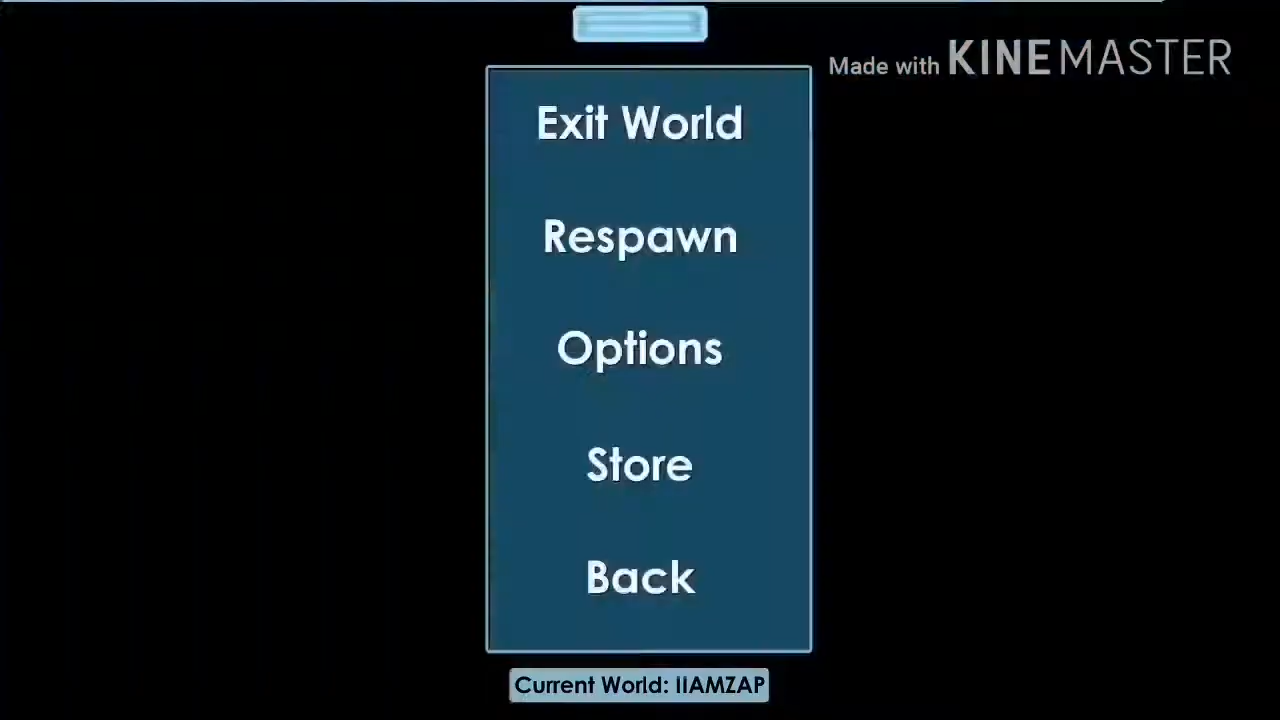 Made with KINEMASTER
Exit World
Respawn
Options
Store
Back
Current World: IIAMZAP